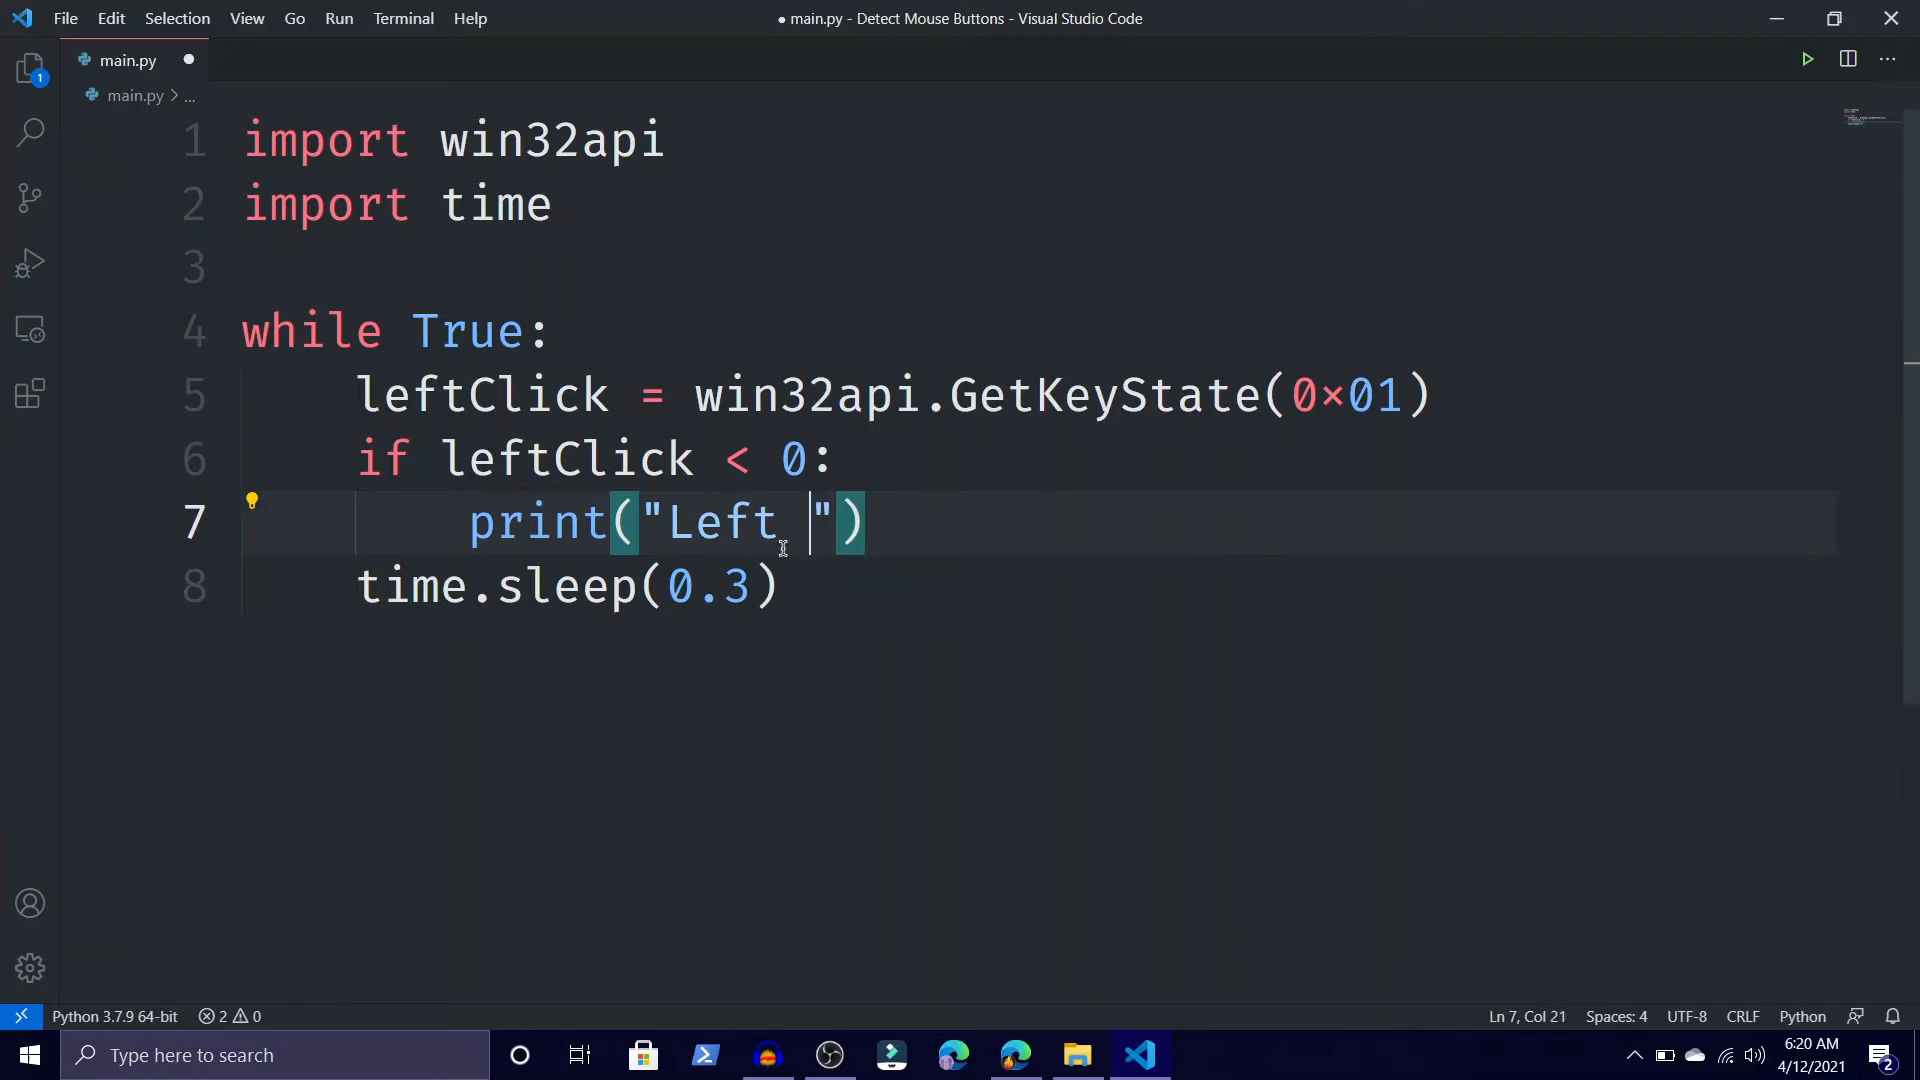 File Edit Selection View Go Run Terminal Help
● main.py - Detect Mouse Buttons - Visual Studio Code
main.py
main.py > ...
1 import win32api
2 import time
3
4 while True:
5 leftClick = win32api.GetKeyState(0x01)
6 if leftClick < 0:
7 print("Left ")
8 time.sleep(0.3)
1
Python 3.7.9 64-bit 2 0
Ln 7, Col 21 Spaces: 4 UTF-8 CRLF Python
Type here to search
6:20 AM
4/12/2021
2